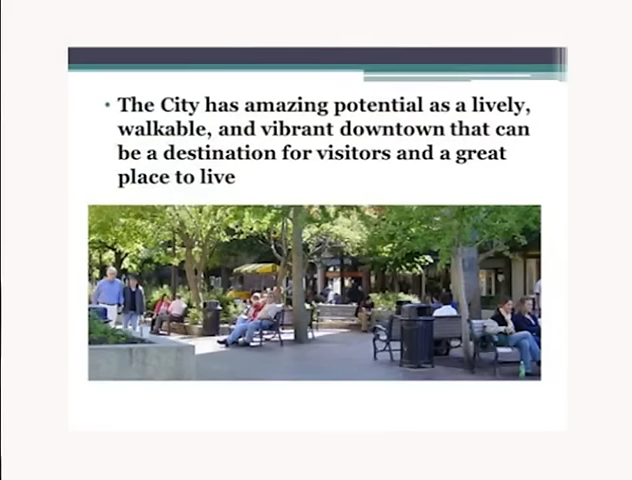 • The City has amazing potential as a lively,
walkable, and vibrant downtown that can
be a destination for visitors and a great
place to live